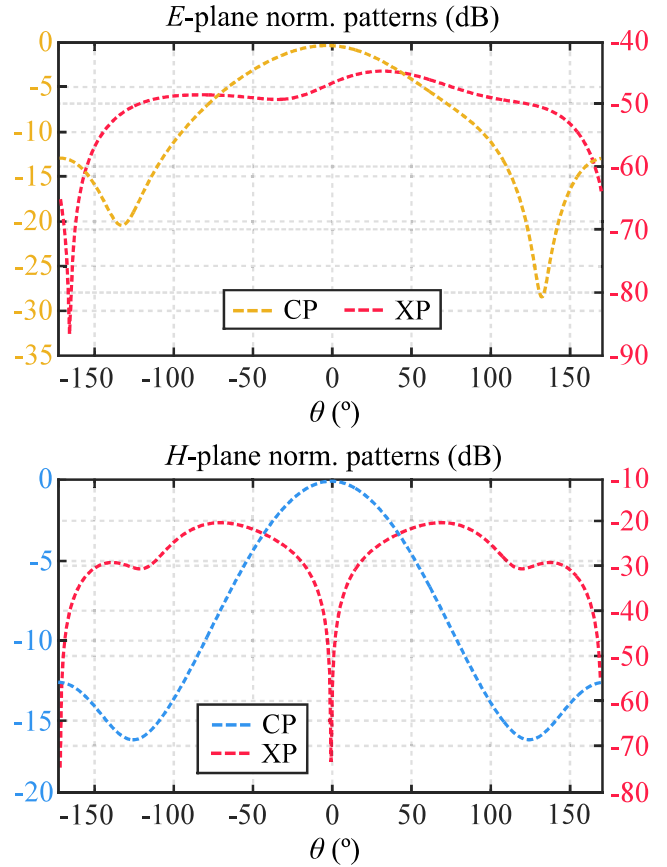 E-plane norm. patterns (dB)
0 -40
-5
-10 -50
-15 -60
-20 -70
-25
-30 -80
-35 -90
CP XP
-150 -100 -50 0 50 100 150
θ (º)
H-plane norm. patterns (dB)
0 -10
-20
-5 -30
-40
-10 -50
-60
-15 -70
-20 -80
CP
XP
-150 -100 -50 0 50 100 150
θ (º)